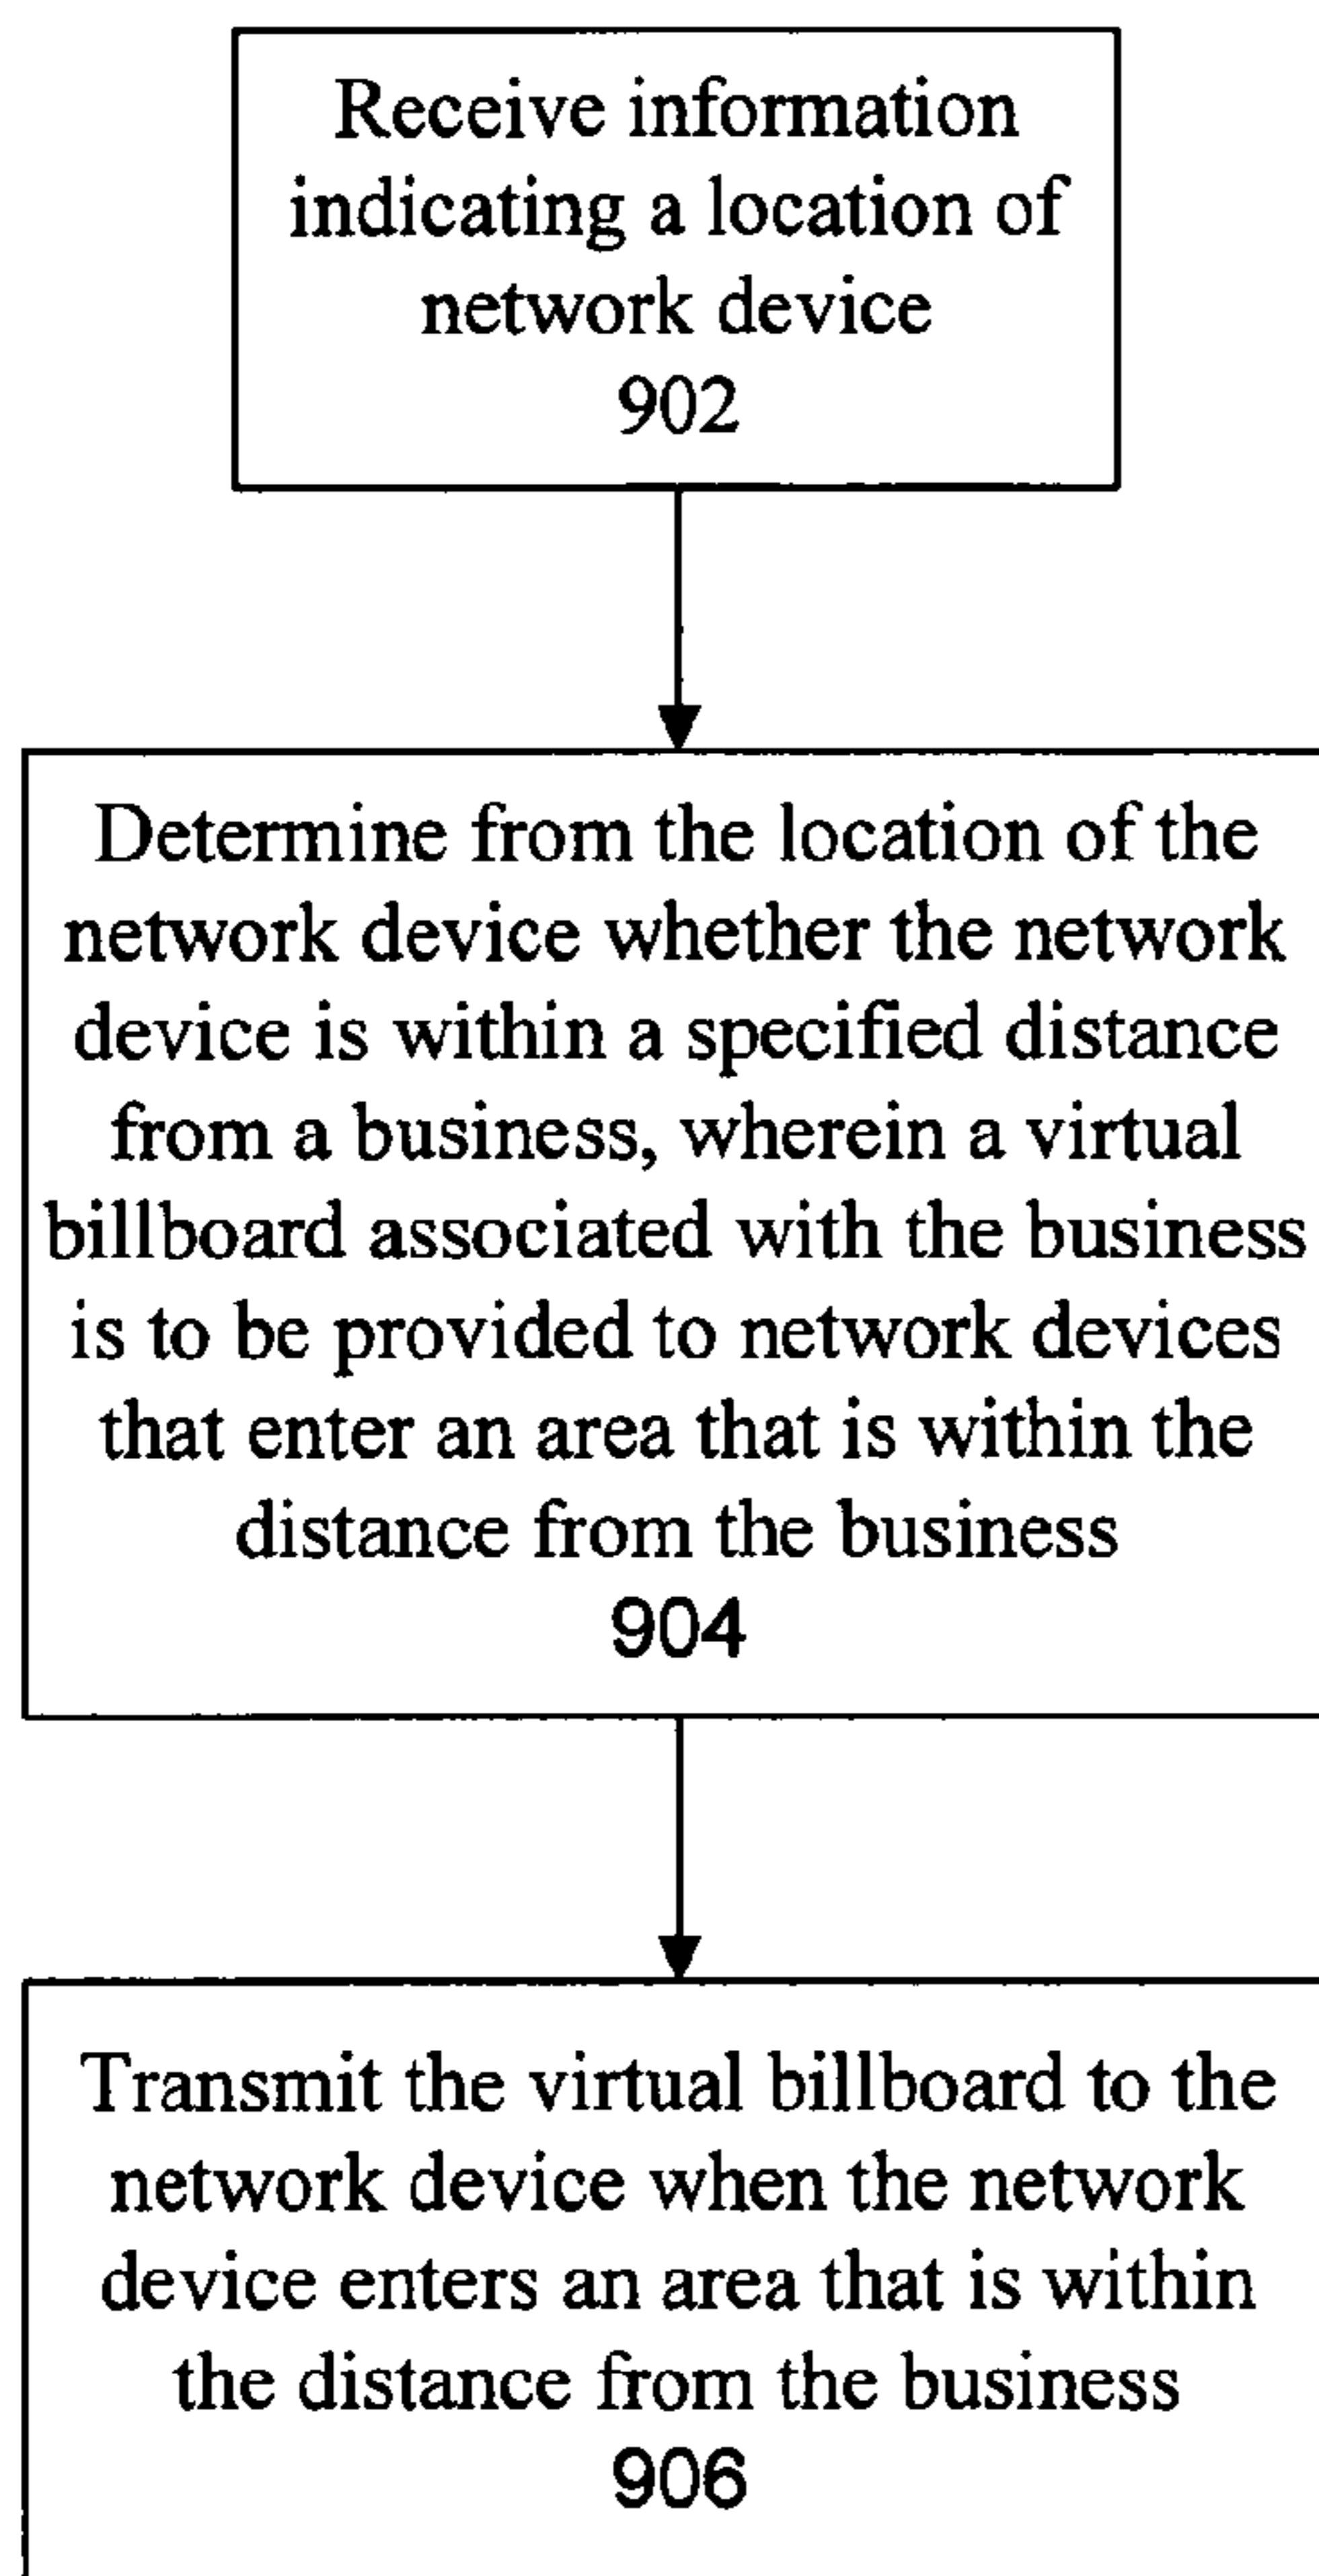 Receive information
indicating a location of
network device
902
Determine from the location of the
network device whether the network
device is within a specified distance
from a business, wherein a virtual
billboard associated with the business
is to be provided to network devices
that enter an area that is within the
distance from the business
904
Transmit the virtual billboard to the
network device when the network
device enters an area that is within
the distance from the business
906